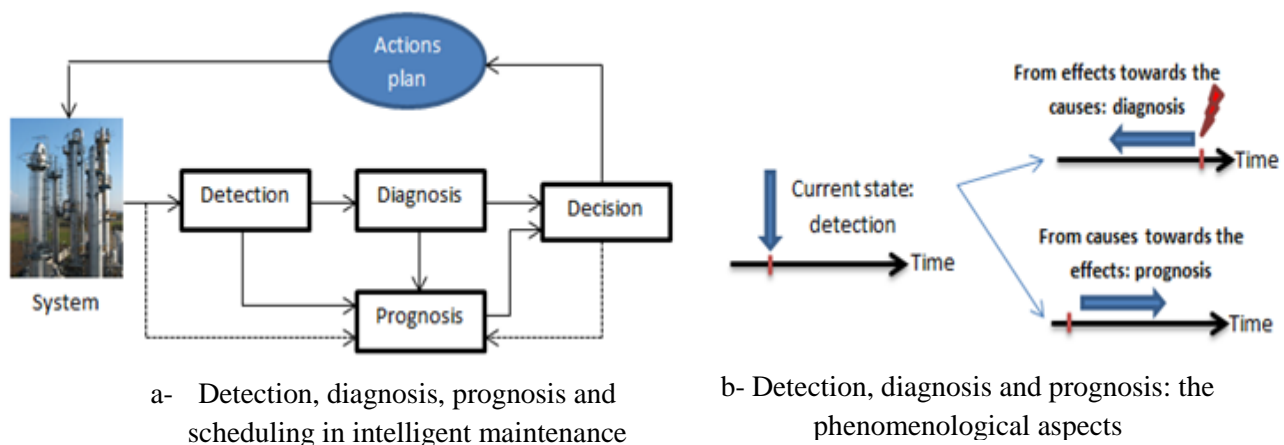 Actions
plan
System
Detection
Diagnosis
Decision
Prognosis
a- Detection, diagnosis, prognosis and
scheduling in intelligent maintenance
Current state:
detection
Time
From effects towards the
causes: diagnosis
Time
From causes towards the
effects: prognosis
Time
b- Detection, diagnosis and prognosis: the
phenomenological aspects